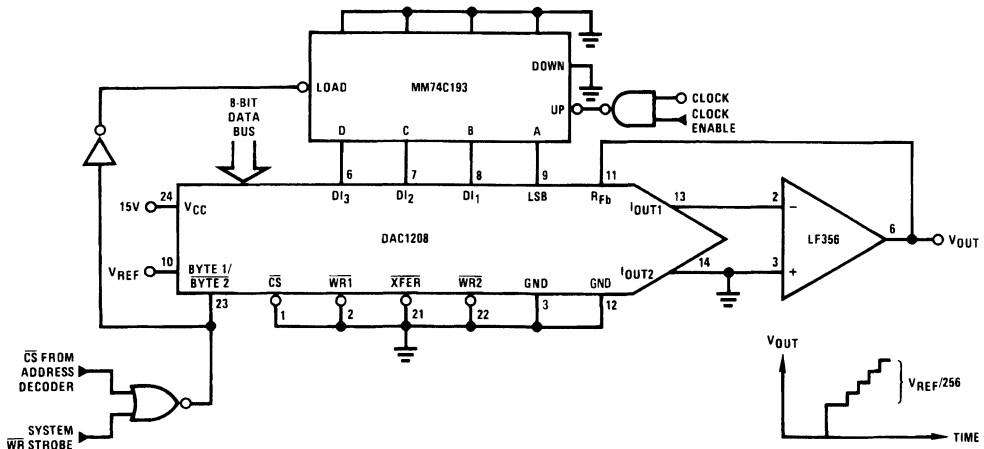 LOAD
MM74C193
DOWN
UP
D
C
B
A
CLOCK
CLOCK
ENABLE
8-BIT
DATA
BUS
6
7
8
9
11
24
15V
VCC
DI3
DI2
DI1
LSB
RFb
IOUT1
13
DAC1208
10
VREF
BYTE 1/
BYTE 2
23
CS
WR1
XFER
WR2
GND
GND
IOUT2
14
1
2
21
22
3
12
2
−
LF356
6
VOUT
3
+
CS FROM
ADDRESS
DECODER
SYSTEM
WR STROBE
VOUT
VREF/256
TIME